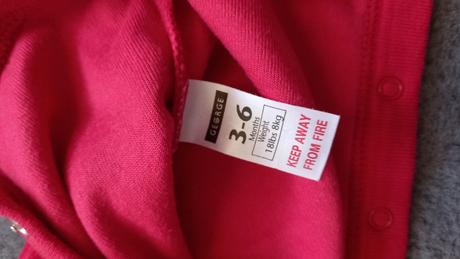 GEORGE
3-6
Months
Weight
18lbs 8kg
KEEP AWAY
FROM FIRE